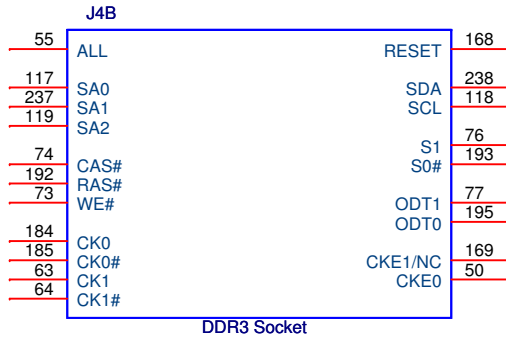 J4B
55 ALL RESET 168
117 SA0 SDA 238
237 SA1 SCL 118
119 SA2
S1 76
74 CAS# S0# 193
192 RAS#
73 WE# ODT1 77
ODT0 195
184 CK0
185 CK0# CKE1/NC 169
63 CK1 CKE0 50
64 CK1#
DDR3 Socket